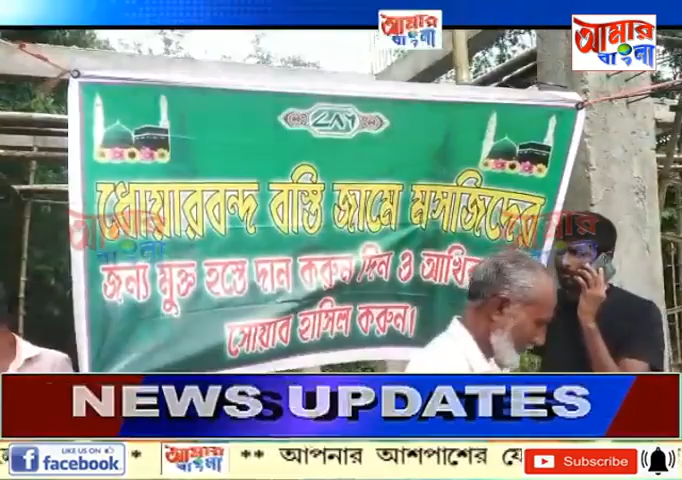 আমার
বাংলা
আমার
বাংলা
৭৮৬
ধোয়ারবন্দ বস্তি জামে মসজিদের
জন্য মুক্ত হস্তে দান করুন দিন ও
সোয়াব হাসিল করুন।
NEWS UPDATES
LIKE US ON
facebook
*
আমার
বাংলা
** আপনার আশপাশের
Subscribe